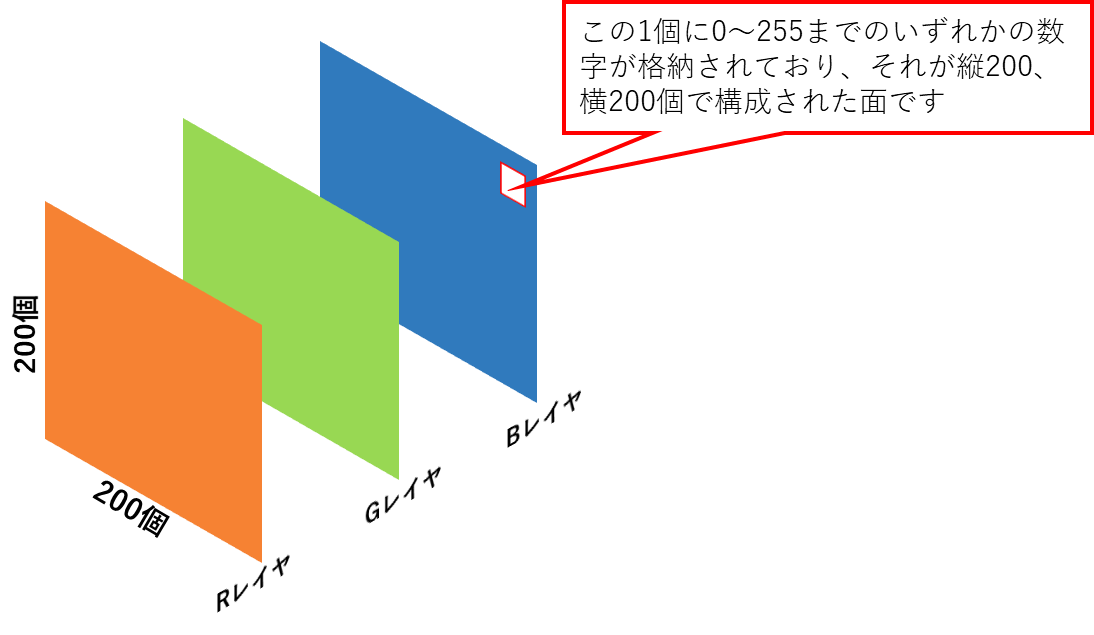 この1個に0～255までのいずれかの数
字が格納されており、それが縦200、
横200個で構成された面です
200個
200個
Rレイヤ
Gレイヤ
Bレイヤ